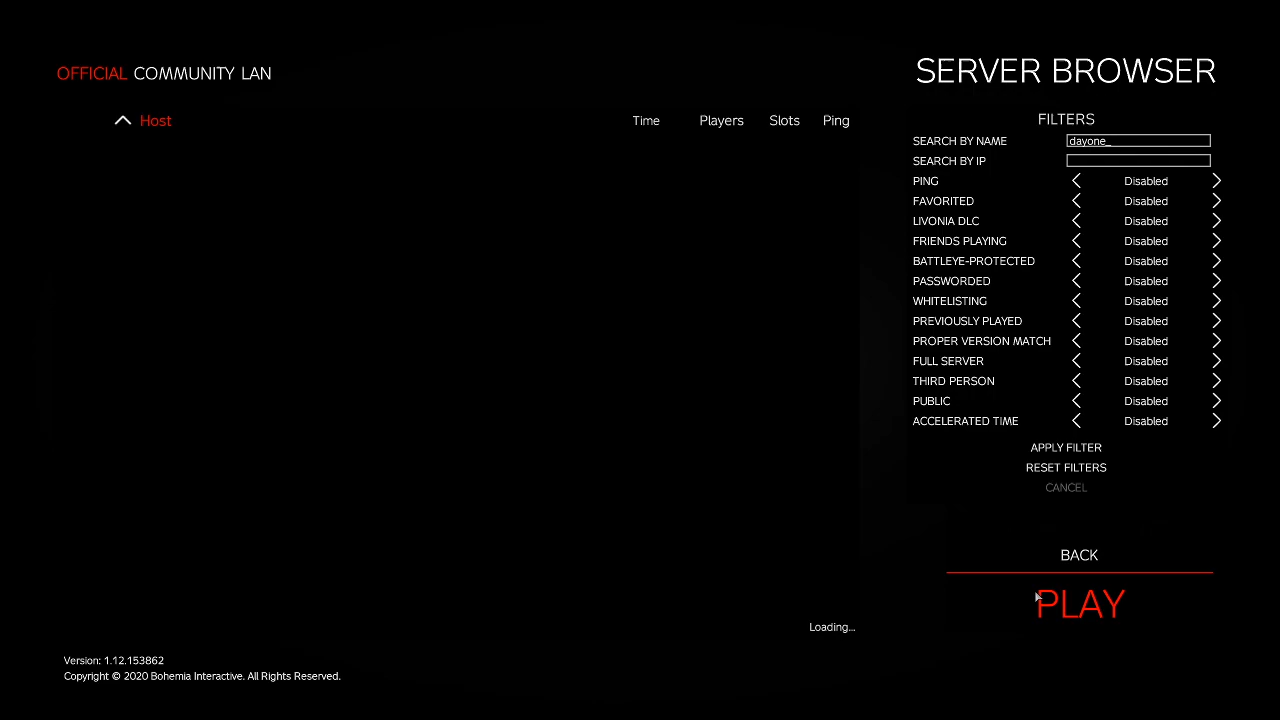 OFFICIAL COMMUNITY LAN
SERVER BROWSER
Host Time Players Slots Ping
FILTERS
SEARCH BY NAME dayone_
SEARCH BY IP
PING Disabled
FAVORITED Disabled
LIVONIA DLC Disabled
FRIENDS PLAYING Disabled
BATTLEYE-PROTECTED Disabled
PASSWORDED Disabled
WHITELISTING Disabled
PREVIOUSLY PLAYED Disabled
PROPER VERSION MATCH Disabled
FULL SERVER Disabled
THIRD PERSON Disabled
PUBLIC Disabled
ACCELERATED TIME Disabled
APPLY FILTER
RESET FILTERS
CANCEL
BACK
PLAY
Loading...
Version: 1.12.153862
Copyright © 2020 Bohemia Interactive. All Rights Reserved.